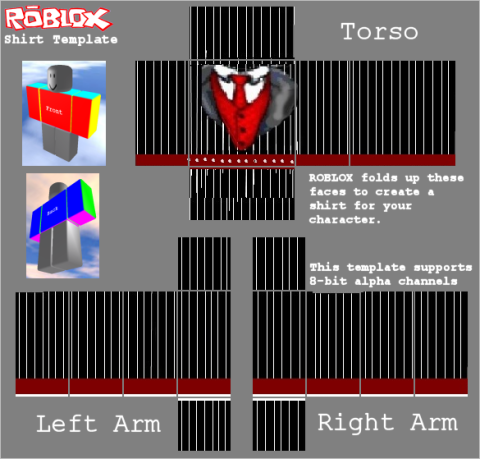 ROBLOX
Shirt Template
Torso
Front
Back
ROBLOX folds up these
faces to create a
shirt for your
character.
This template supports
8-bit alpha channels
Left Arm
Right Arm